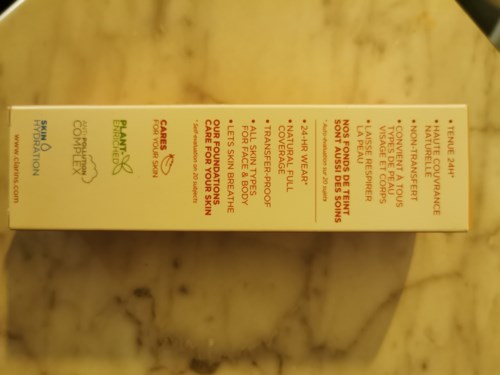 • TENUE 24H*
• HAUTE COUVRANCE
NATURELLE
• NON-TRANSFERT
• CONVIENT À TOUS
TYPES DE PEAU
VISAGE ET CORPS
• LAISSE RESPIRER
LA PEAU
NOS FONDS DE TEINT
SONT AUSSI DES SOINS
* Auto-évaluation sur 20 sujets
• 24-HR WEAR*
• NATURAL FULL
COVERAGE
• TRANSFER-PROOF
• ALL SKIN TYPES
FOR FACE & BODY
• LETS SKIN BREATHE
OUR FOUNDATIONS
CARE FOR YOUR SKIN
* Self-evaluation on 20 subjects
CARES
FOR YOUR SKIN
PLANT-
ENRICHED
ANTI-POLLUTION
COMPLEX
SKIN
HYDRATION
www.clarins.com